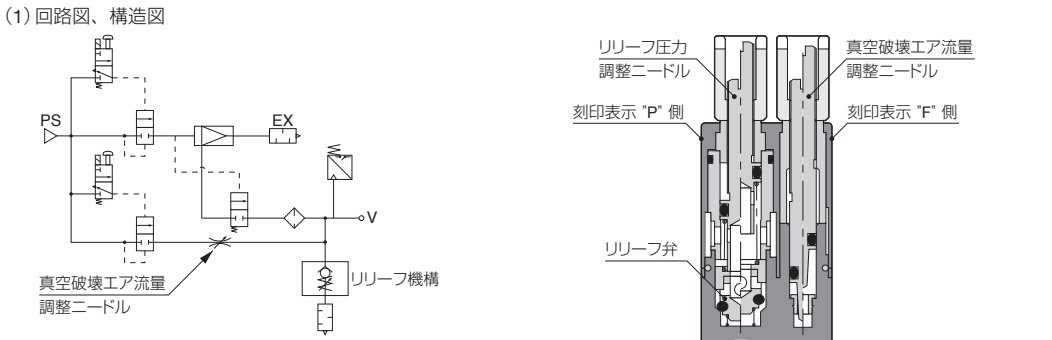 （1）回路図、構造図
PS
EX
V
真空破壊エア流量
調整ニードル
リリーフ機構
リリーフ圧力
調整ニードル
刻印表示 "P" 側
リリーフ弁
真空破壊エア流量
調整ニードル
刻印表示 "F" 側